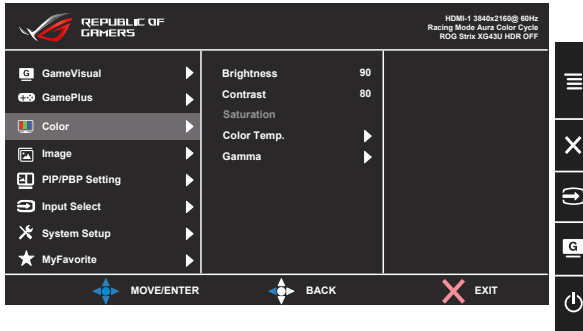 REPUBLIC OF
GAMERS
HDMI-1 3840x2160@ 60Hz
Racing Mode Aura Color Cycle
ROG Strix XG43U HDR OFF
G GameVisual
GamePlus
Color
Image
PIP/PBP Setting
Input Select
System Setup
MyFavorite
Brightness 90
Contrast 80
Saturation
Color Temp.
Gamma
MOVE/ENTER
BACK
EXIT
G